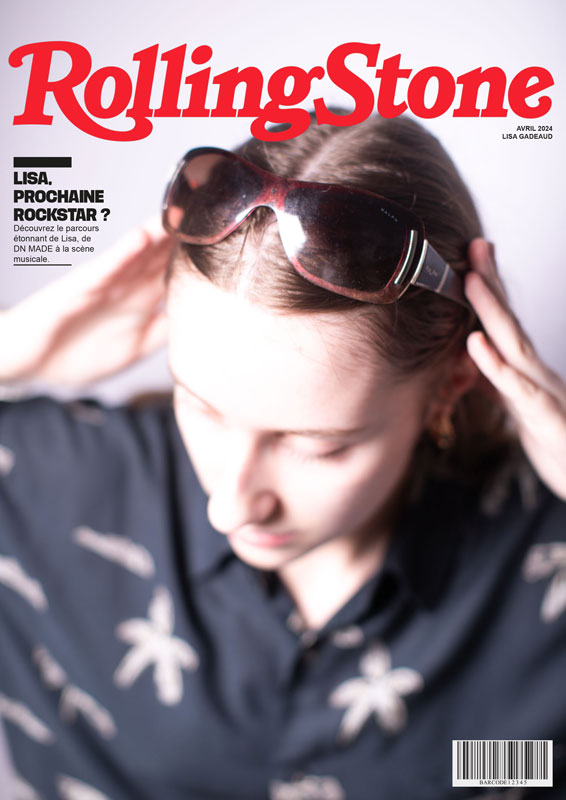 RollingStone
AVRIL 2024
LISA GADEAUD
LISA,
PROCHAINE
ROCKSTAR ?
Découvrez le parcours
étonnant de Lisa, de
DN MADE à la scène
musicale.
BARCODE12345